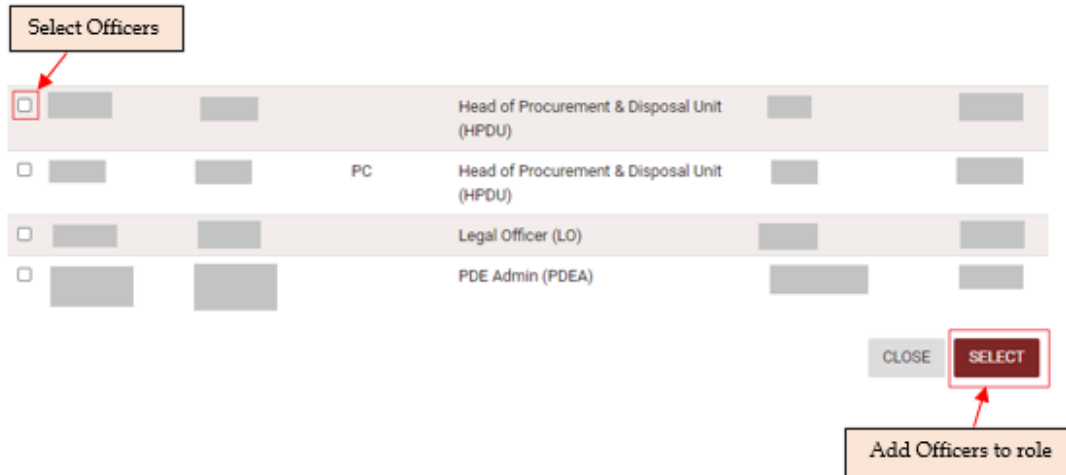 Select Officers
Head of Procurement & Disposal Unit
(HPDU)
PC Head of Procurement & Disposal Unit
(HPDU)
Legal Officer (LO)
PDE Admin (PDEA)
CLOSE SELECT
Add Officers to role